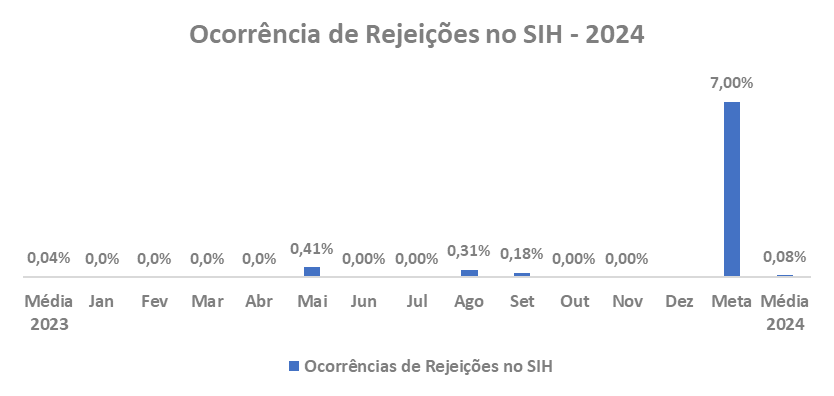 Ocorrência de Rejeições no SIH - 2024
7,00%
0,04% 0,0% 0,0% 0,0% 0,0% 0,41% 0,00% 0,00% 0,31% 0,18% 0,00% 0,00% 0,08%
Média 2023 Jan Fev Mar Abr Mai Jun Jul Ago Set Out Nov Dez Meta Média 2024
Ocorrências de Rejeições no SIH